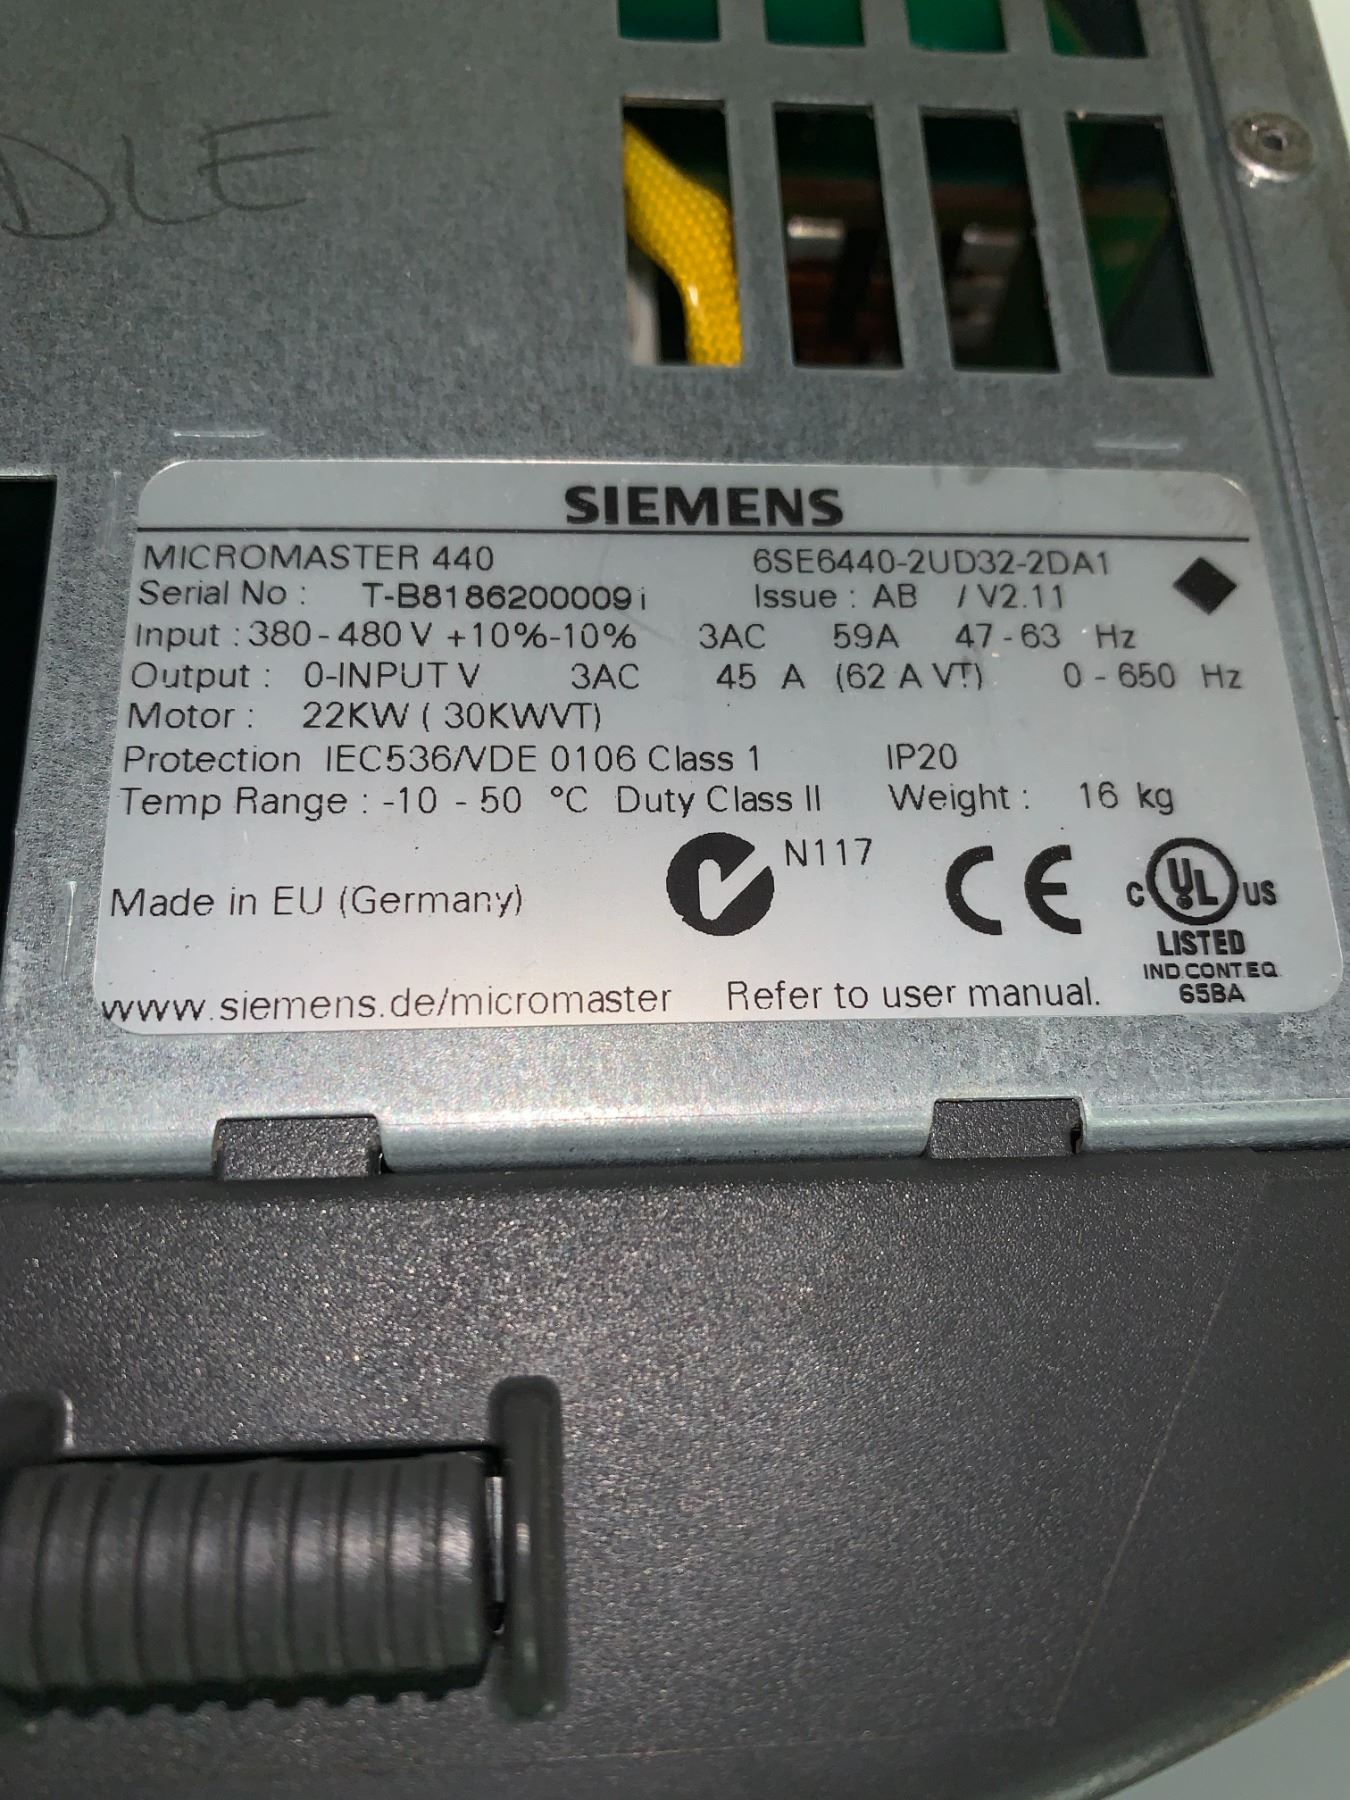 DLE
SIEMENS
MICROMASTER 440 6SE6440-2UD32-2DA1
Serial No : T-B8186200009i Issue : AB / V2.11
Input : 380 - 480 V +10% -10% 3AC 59A 47 - 63 Hz
Output : 0-INPUT V 3AC 45 A (62 A VT) 0 - 650 Hz
Motor : 22KW ( 30KWVT)
Protection IEC536/VDE 0106 Class 1 IP20
Temp Range : -10 - 50 °C Duty Class II Weight : 16 kg
N117
Made in EU (Germany) CE C UL US
LISTED
IND.CONT.EQ.
65BA
www.siemens.de/micromaster Refer to user manual.